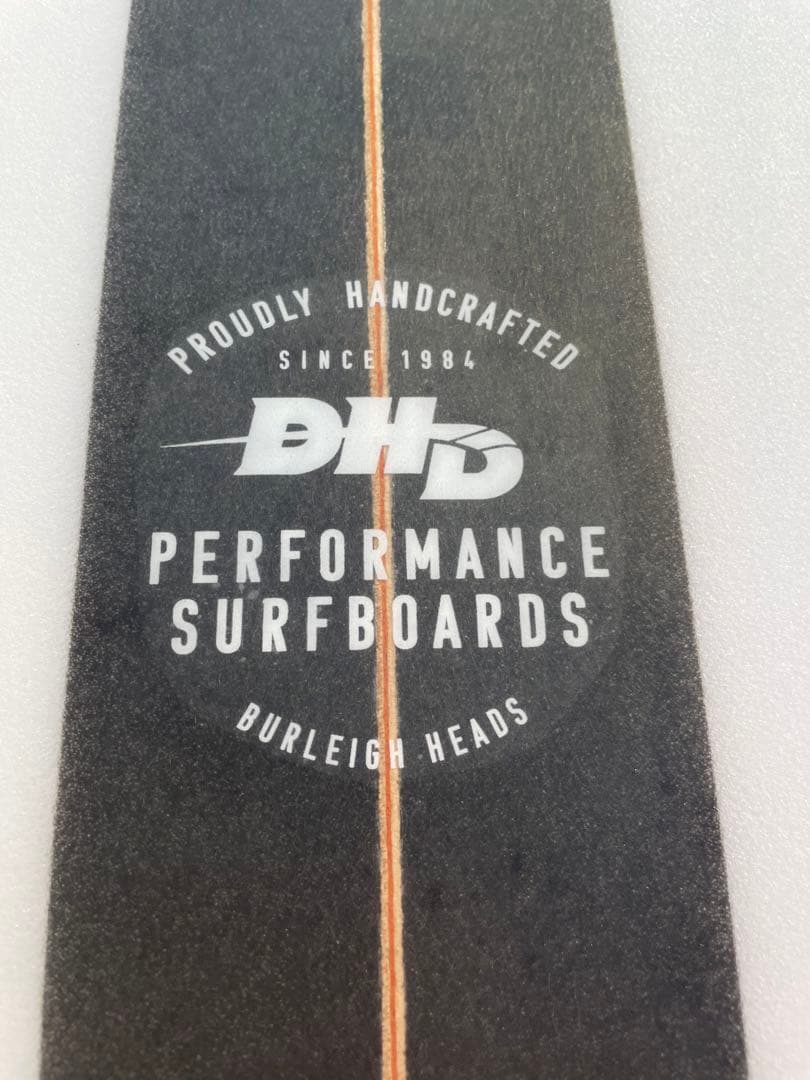 PROUDLY HANDCRAFTED
SINCE 1984
DHD
PERFORMANCE
SURFBOARDS
BURLEIGH HEADS